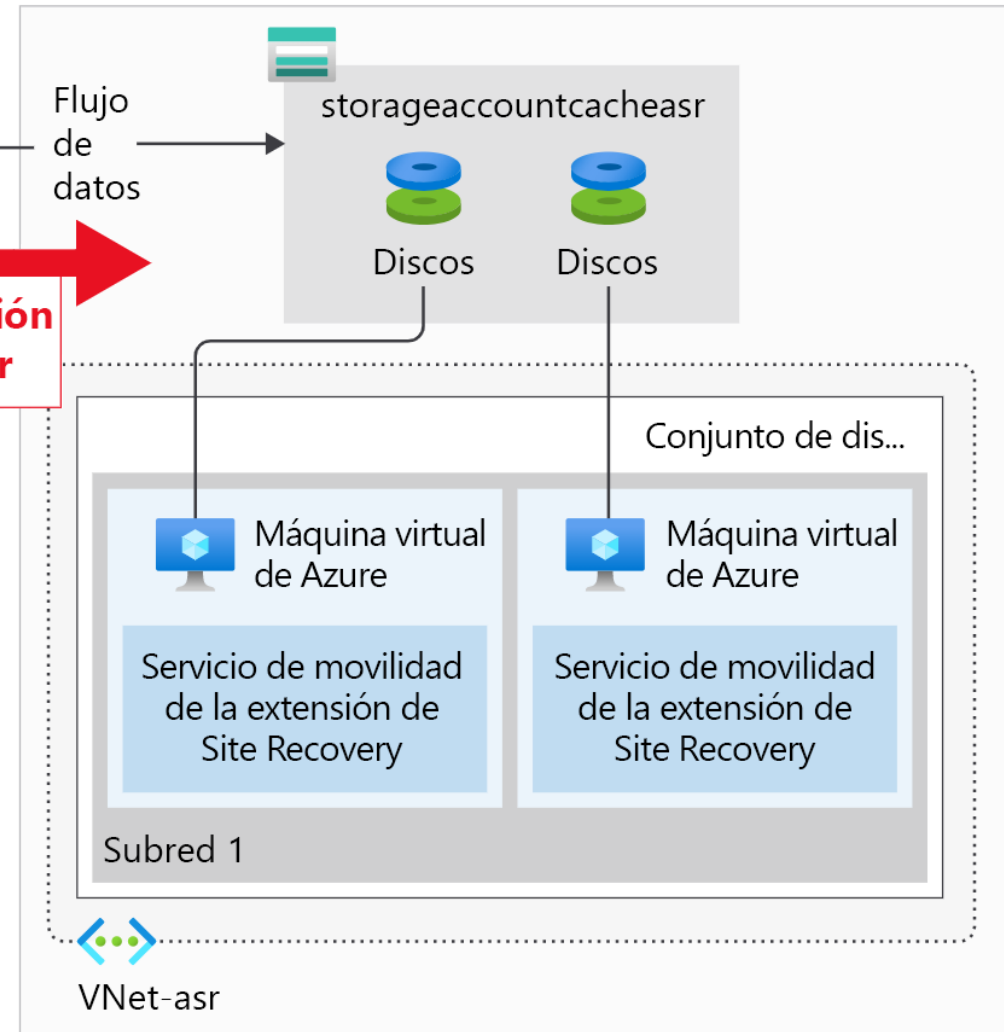 Flujo
de
datos
storageaccountcacheasr
Discos
Discos
ión
r
Conjunto de dis...
Máquina virtual
de Azure
Servicio de movilidad
de la extensión de
Site Recovery
Máquina virtual
de Azure
Servicio de movilidad
de la extensión de
Site Recovery
Subred 1
VNet-asr